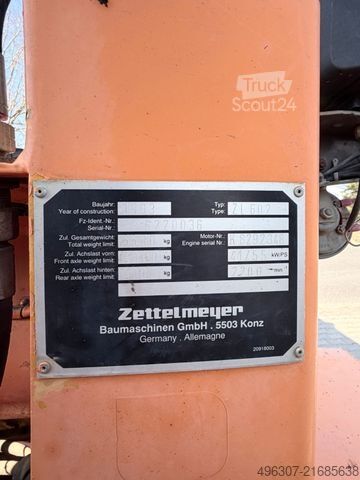 Truck
Scout24
Baujahr:
Year of construction:
Typ:
Type:
ZL 602
Fz-Ident.-Nr.:
Serial-Nr.:
Zul. Gesamtgewicht:
Total weight limit:
kg
Motor-Nr.:
Engine serial Nr.:
Zul. Achslast vorn:
Front axle weight limit:
kg
kW/PS
Zul. Achslast hinten:
Rear axle weight limit:
kg
min⁻¹
Zettelmeyer
Baumaschinen GmbH . 5503 Konz
Germany . Allemagne
20918003
496307-21685638